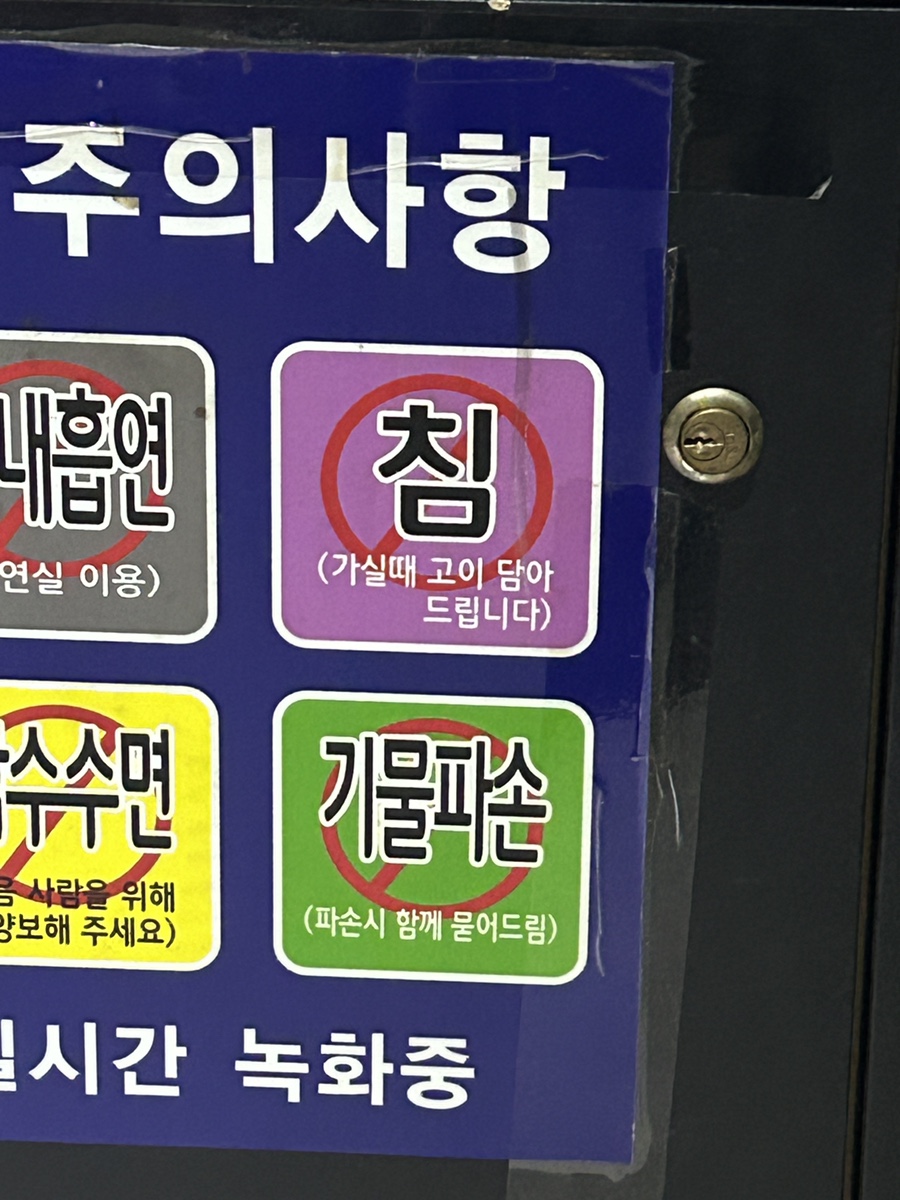 주의사항
내흡연
연실 이용)
침
(가실때 고이 담아
드립니다)
수수면
사람을 위해
양보해 주세요)
기물파손
(파손시 함께 묻어드림)
실시간 녹화중